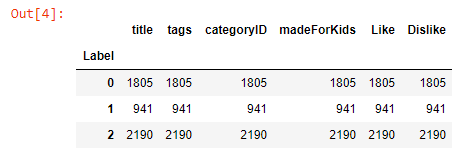 Out[4]:
title tags categoryID madeForKids Like Dislike
Label
0 1805 1805 1805 1805 1805 1805
1 941 941 941 941 941 941
2 2190 2190 2190 2190 2190 2190